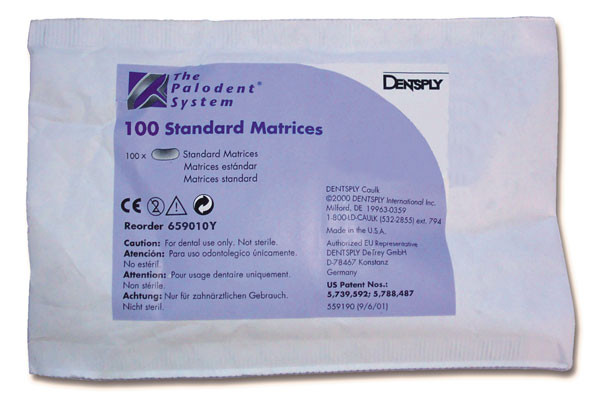 The
Palodent®
System
DENTSPLY
100 Standard Matrices
100 x Standard Matrices
Matrices estándar
Matrices standard
CE
Reorder 659010Y
Caution: For dental use only. Not sterile.
Atención: Para uso odontologico únicamente.
No estéril.
Attention: Pour usage dentaire uniquement.
Non stérile.
Achtung: Nur für zahnärztlichen Gebrauch.
Nicht steril.
DENTSPLY Caulk
©2000 DENTSPLY International Inc.
Milford, DE 19963-0359
1-800-LD-CAULK (532-2855) ext. 794
Made in the U.S.A.
Authorized EU Representative
DENTSPLY DeTrey GmbH
D-78467 Konstanz
Germany
US Patent Nos.:
5,739,592; 5,788,487
559190 (9/6/01)